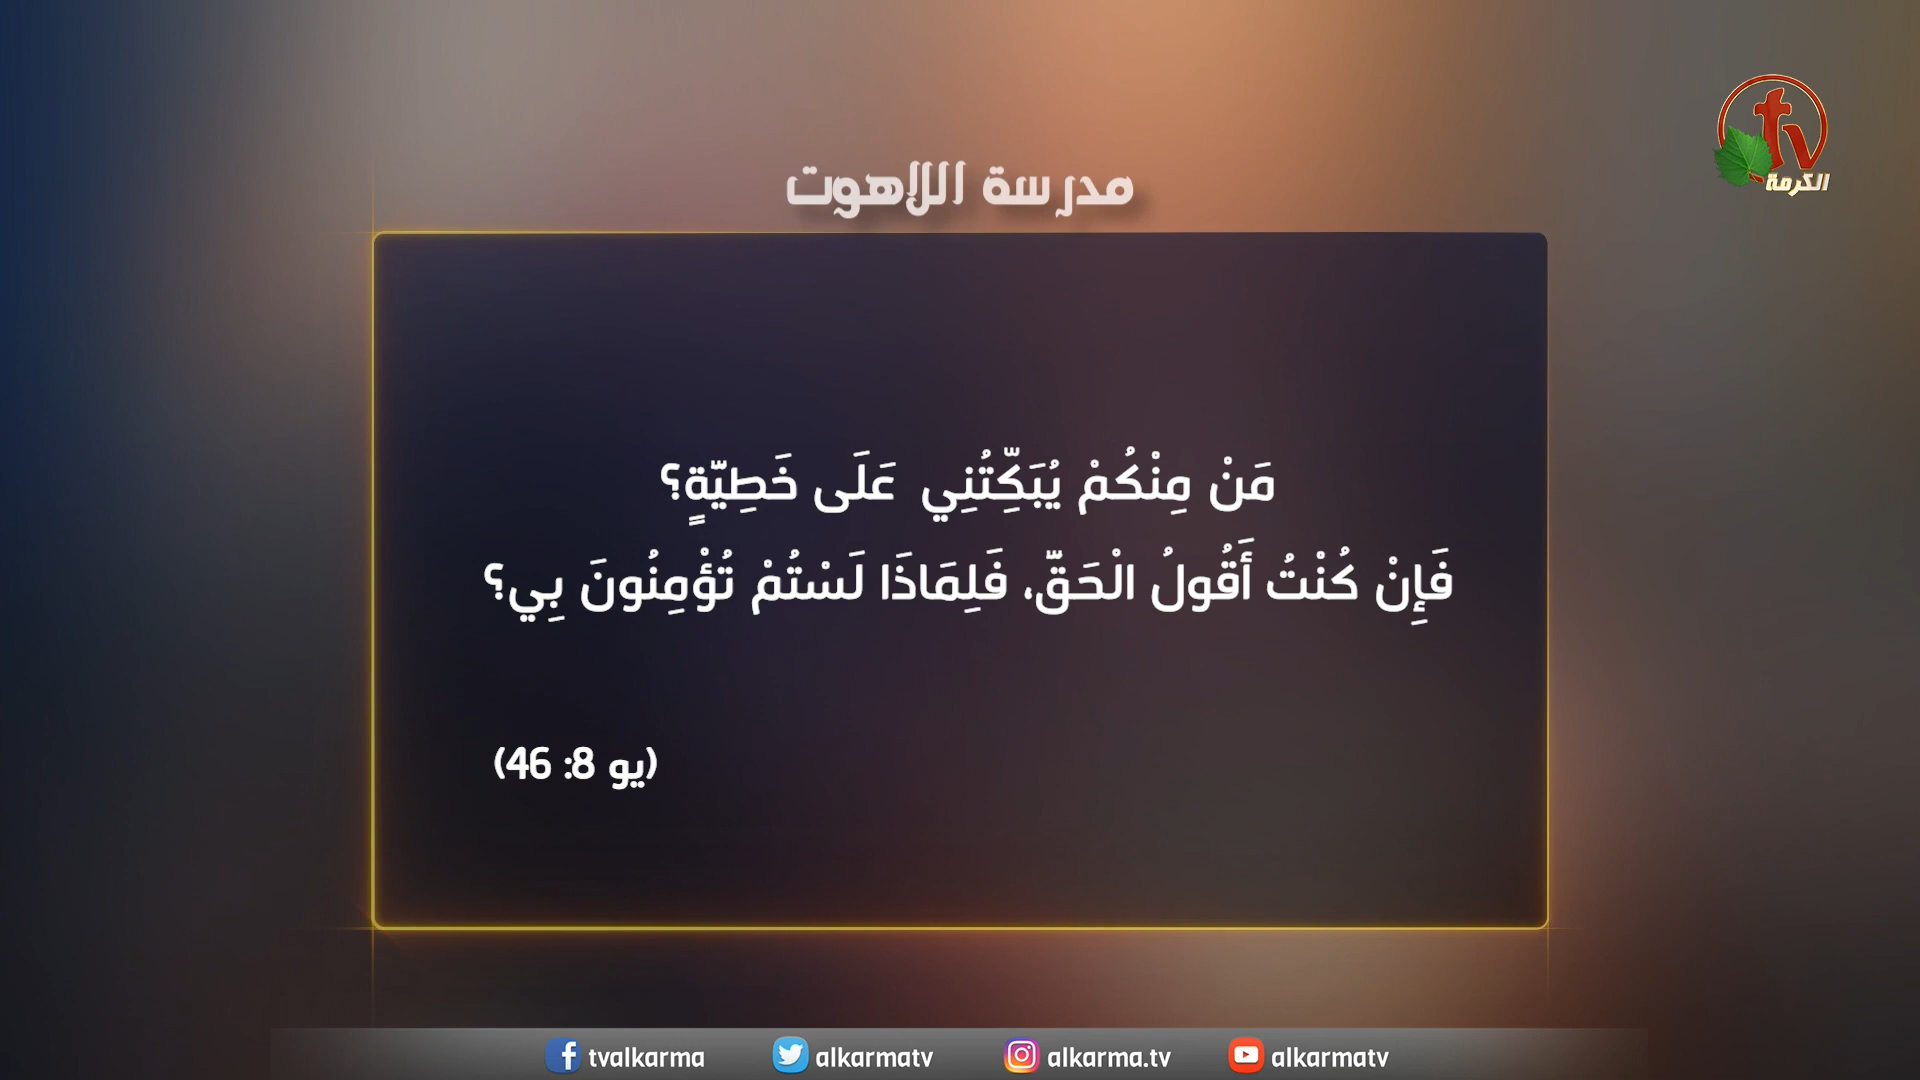 tv
الكرمة
مدرسة اللاهوت
مَنْ مِنْكُمْ يُبَكِّتُنِي عَلَى خَطِيَّةٍ؟
فَإِنْ كُنْتُ أَقُولُ الْحَقَّ، فَلِمَاذَا لَسْتُمْ تُؤْمِنُونَ بِي؟
(يو 8: 46)
tvalkarma alkarmatv alkarma.tv alkarmatv